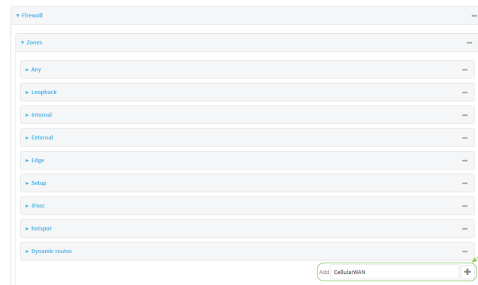 Firewall
Zones
Any
Loopback
Internal
External
Edge
Setup
IPsec
hotspot
Dynamic routes
Add CellularWAN